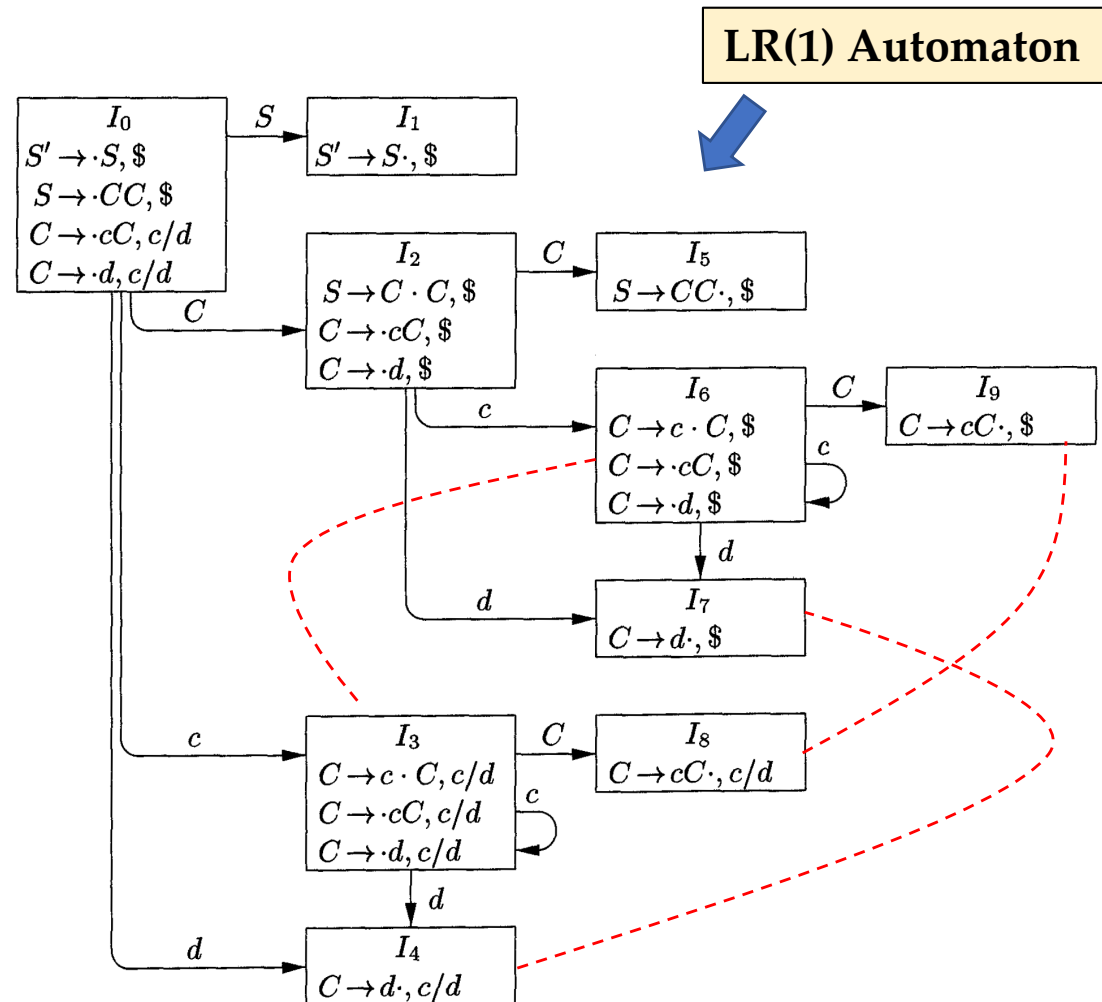 LR(1) Automaton
I₀
S′ → ·S, $
S → ·CC, $
C → ·cC, c/d
C → ·d, c/d
S
I₁
S′ → S·, $
C
I₂
S → C · C, $
C → ·cC, $
C → ·d, $
C
I₅
S → CC·, $
c
I₆
C → c · C, $
C → ·cC, $
C → ·d, $
C
I₉
C → cC·, $
c
d
d
I₇
C → d·, $
c
I₃
C → c · C, c/d
C → ·cC, c/d
C → ·d, c/d
C
I₈
C → cC·, c/d
c
d
d
I₄
C → d·, c/d